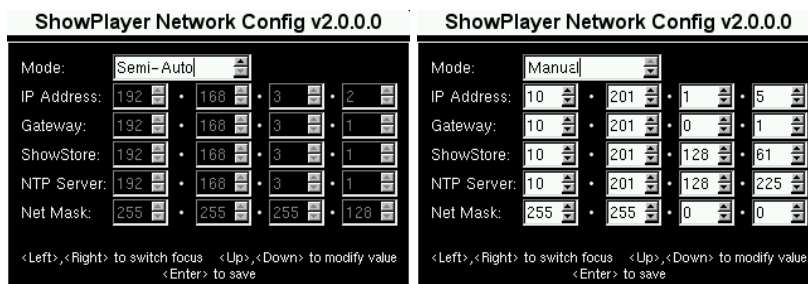 ShowPlayer Network Config v2.0.0.0
Mode: Semi-Auto
IP Address: 192 . 168 . 3 . 2
Gateway: 192 . 168 . 3 . 1
ShowStore: 192 . 168 . 3 . 1
NTP Server: 192 . 168 . 3 . 1
Net Mask: 255 . 255 . 255 . 128
<Left>,<Right> to switch focus <Up>,<Down> to modify value
<Enter> to save
ShowPlayer Network Config v2.0.0.0
Mode: Manual
IP Address: 10 . 201 . 1 . 5
Gateway: 10 . 201 . 0 . 1
ShowStore: 10 . 201 . 128 . 61
NTP Server: 10 . 201 . 128 . 225
Net Mask: 255 . 255 . 0 . 0
<Left>,<Right> to switch focus <Up>,<Down> to modify value
<Enter> to save